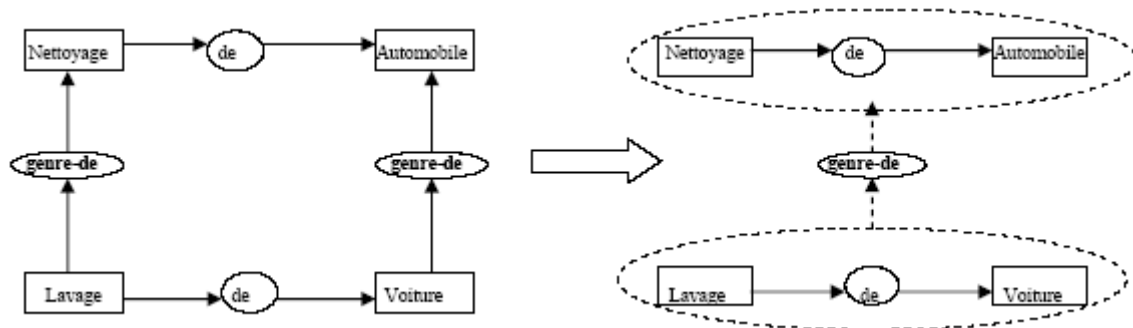 Nettoyage de Automobile Nettoyage de Automobile
genre-de genre-de genre-de
Lavage de Voiture Lavage de Voiture